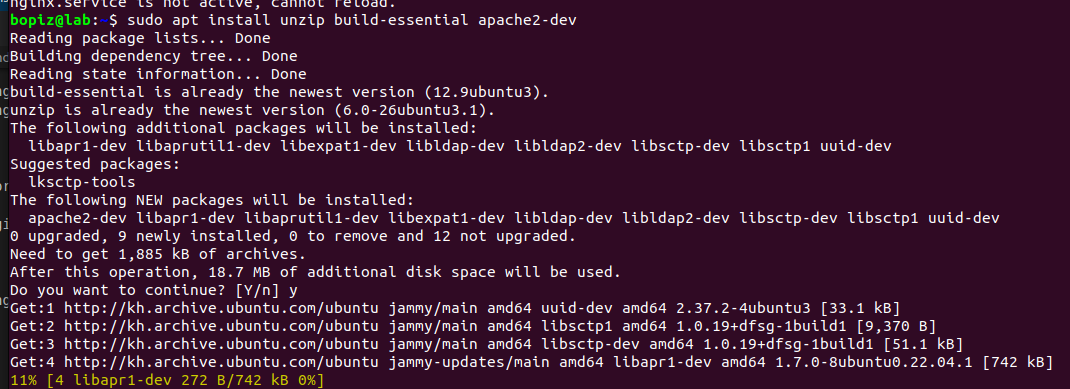 nginx.service is not active, cannot reload.
bopiz@lab:~$ sudo apt install unzip build-essential apache2-dev
Reading package lists... Done
Building dependency tree... Done
Reading state information... Done
build-essential is already the newest version (12.9ubuntu3).
unzip is already the newest version (6.0-26ubuntu3.1).
The following additional packages will be installed:
  libapr1-dev libaprutil1-dev libexpat1-dev libldap-dev libldap2-dev libsctp-dev libsctp1 uuid-dev
Suggested packages:
  lksctp-tools
The following NEW packages will be installed:
  apache2-dev libapr1-dev libaprutil1-dev libexpat1-dev libldap-dev libldap2-dev libsctp-dev libsctp1 uuid-dev
0 upgraded, 9 newly installed, 0 to remove and 12 not upgraded.
Need to get 1,885 kB of archives.
After this operation, 18.7 MB of additional disk space will be used.
Do you want to continue? [Y/n] y
Get:1 http://kh.archive.ubuntu.com/ubuntu jammy/main amd64 uuid-dev amd64 2.37.2-4ubuntu3 [33.1 kB]
Get:2 http://kh.archive.ubuntu.com/ubuntu jammy/main amd64 libsctp1 amd64 1.0.19+dfsg-1build1 [9,370 B]
Get:3 http://kh.archive.ubuntu.com/ubuntu jammy/main amd64 libsctp-dev amd64 1.0.19+dfsg-1build1 [51.1 kB]
Get:4 http://kh.archive.ubuntu.com/ubuntu jammy-updates/main amd64 libapr1-dev amd64 1.7.0-8ubuntu0.22.04.1 [742 kB]
11% [4 libapr1-dev 272 B/742 kB 0%]